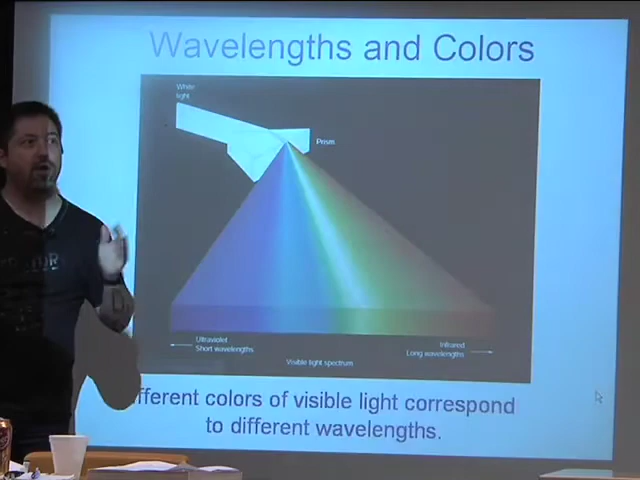 Wavelengths and Colors
White
light
Prism
Ultraviolet
Short wavelengths
Infrared
Long wavelengths
Visible light spectrum
fferent colors of visible light correspond
to different wavelengths.